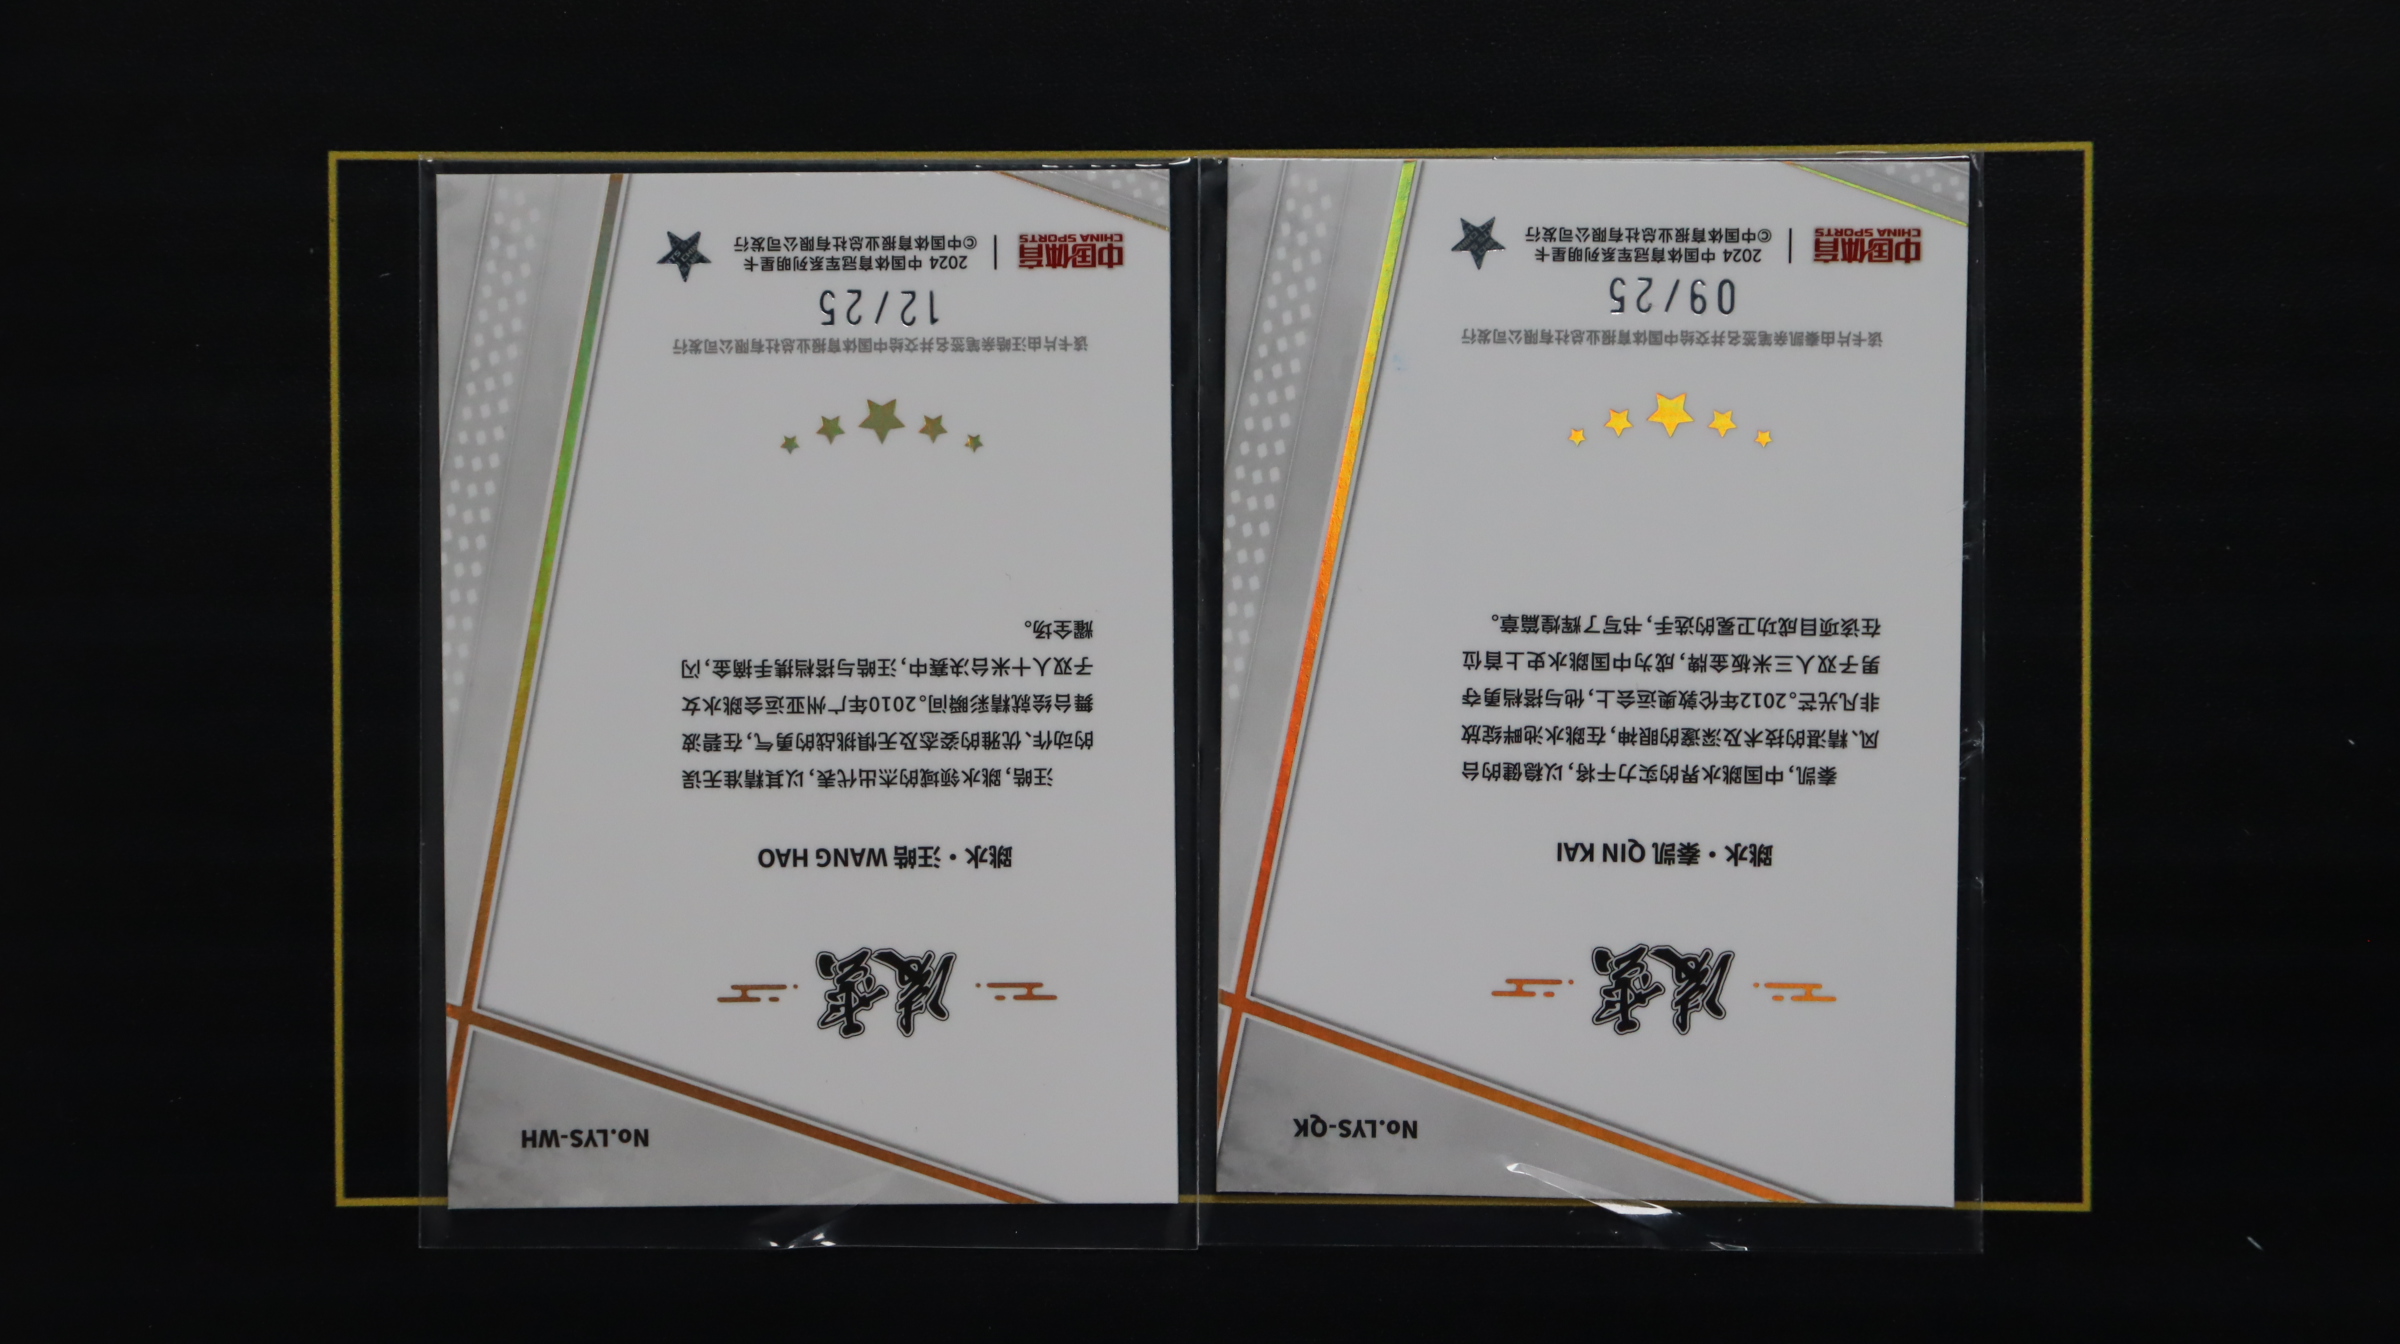 No.LYS-QK
凌雲
跳水・秦凯 QIN KAI
秦凯，中国跳水界的实力干将，以稳健的台
风、精湛的技术及深邃的眼神，在跳水池畔绽放
非凡光芒。2012年伦敦奥运会上，他与搭档勇夺
男子双人三米板金牌，成为中国跳水史上首位
在该项目成功卫冕的选手，书写了辉煌篇章。
该卡片由秦凯亲笔签名并交给中国体育报业总社有限公司发行
09/25
中国体育
CHINA SPORTS
2024 中国体育冠军系列明星卡
©中国体育报业总社有限公司发行
No.LYS-WH
凌雲
跳水・汪皓 WANG HAO
汪皓，跳水领域的杰出代表，以其精准无误
的动作、优雅的姿态及无惧挑战的勇气，在碧波
舞台绘就精彩瞬间。2010年广州亚运会跳水女
子双人十米台决赛中，汪皓与搭档携手摘金，闪
耀全场。
该卡片由汪皓亲笔签名并交给中国体育报业总社有限公司发行
12/25
中国体育
CHINA SPORTS
2024 中国体育冠军系列明星卡
©中国体育报业总社有限公司发行